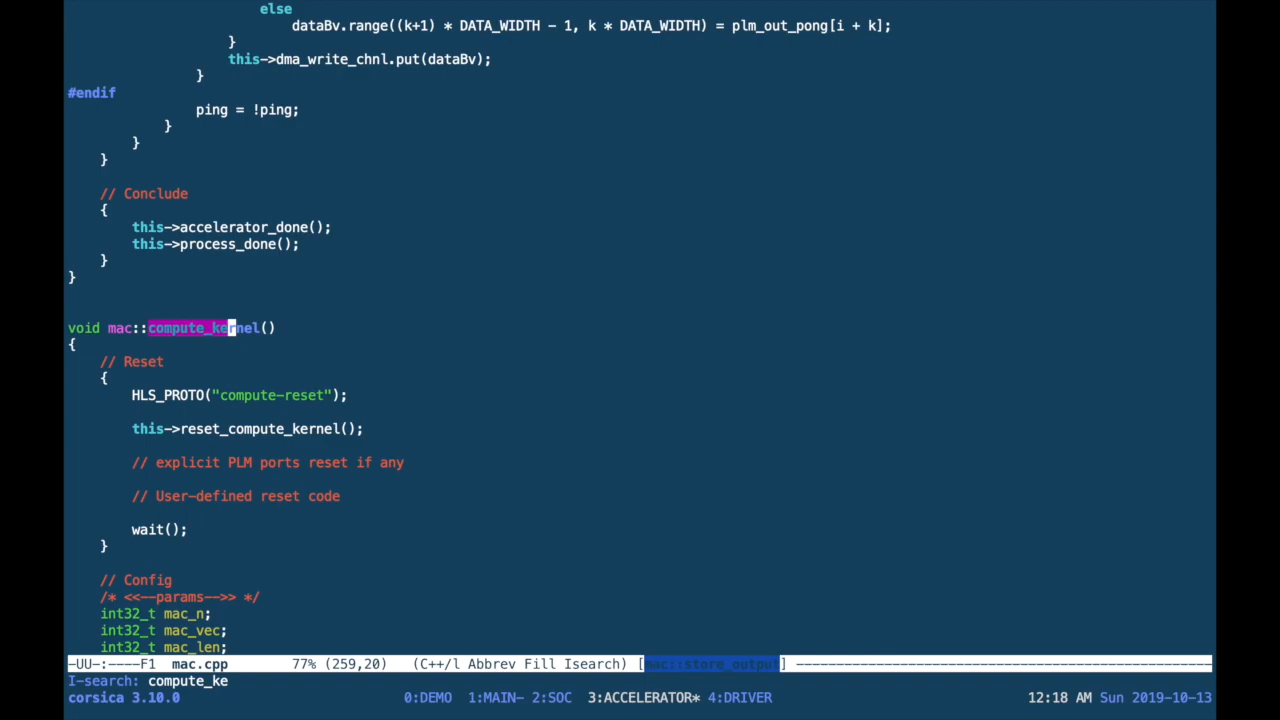 else
dataBv.range((k+1) * DATA_WIDTH - 1, k * DATA_WIDTH) = plm_out_pong[i + k];
}
this->dma_write_chnl.put(dataBv);
}
#endif
ping = !ping;
}
}
}
// Conclude
{
this->accelerator_done();
this->process_done();
}
}
void mac::compute_kernel()
{
// Reset
{
HLS_PROTO("compute-reset");
this->reset_compute_kernel();
// explicit PLM ports reset if any
// User-defined reset code
wait();
}
// Config
/* <<--params-->> */
int32_t mac_n;
int32_t mac_vec;
int32_t mac_len;
-UU-:----F1 mac.cpp 77% (259,20) (C++/l Abbrev Fill Isearch) [mac::store_output] ----------------------------------------------------
I-search: compute_ke
corsica 3.10.0 0:DEMO 1:MAIN- 2:SOC 3:ACCELERATOR* 4:DRIVER 12:18 AM Sun 2019-10-13